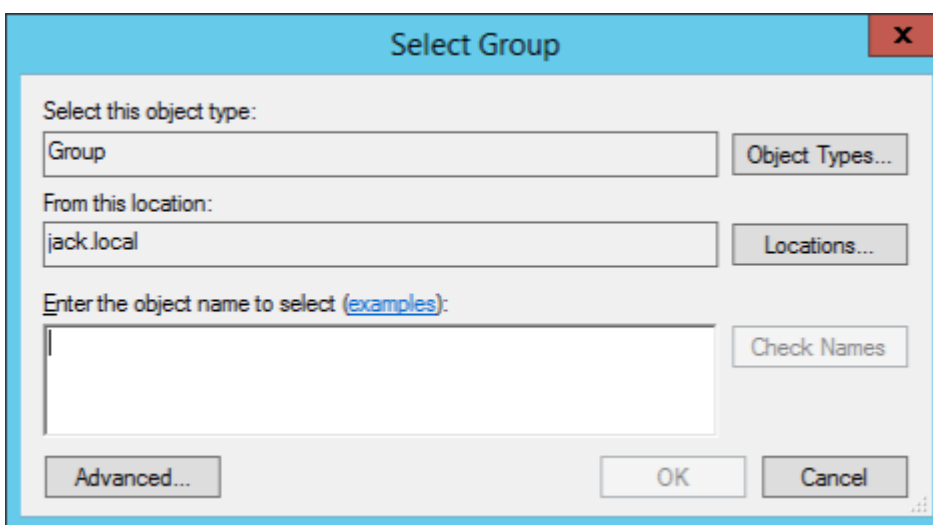 Select Group
x
Select this object type:
Group
Object Types...
From this location:
jack.local
Locations...
Enter the object name to select (examples):
Check Names
Advanced...
OK
Cancel